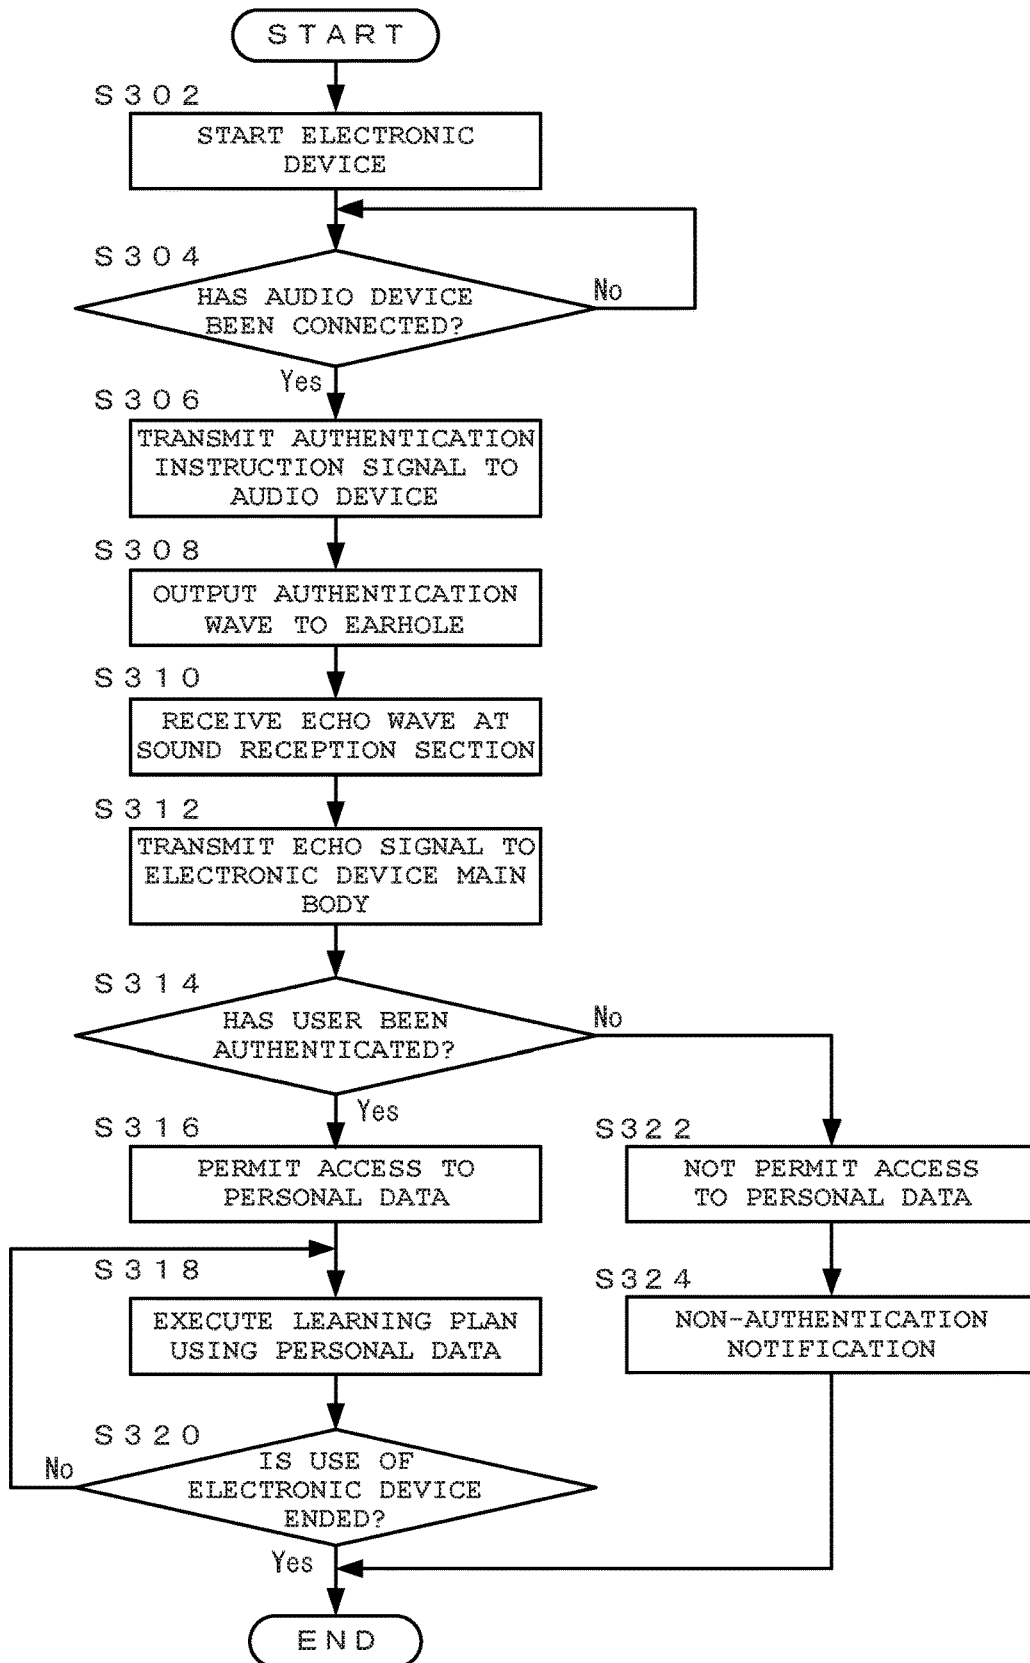 START
S302
START ELECTRONIC
DEVICE
S304
HAS AUDIO DEVICE
BEEN CONNECTED?
No
Yes
S306
TRANSMIT AUTHENTICATION
INSTRUCTION SIGNAL TO
AUDIO DEVICE
S308
OUTPUT AUTHENTICATION
WAVE TO EARHOLE
S310
RECEIVE ECHO WAVE AT
SOUND RECEPTION SECTION
S312
TRANSMIT ECHO SIGNAL TO
ELECTRONIC DEVICE MAIN
BODY
S314
HAS USER BEEN
AUTHENTICATED?
No
Yes
S316
PERMIT ACCESS TO
PERSONAL DATA
S322
NOT PERMIT ACCESS
TO PERSONAL DATA
S318
EXECUTE LEARNING PLAN
USING PERSONAL DATA
S324
NON-AUTHENTICATION
NOTIFICATION
S320
IS USE OF
ELECTRONIC DEVICE
ENDED?
No
Yes
END